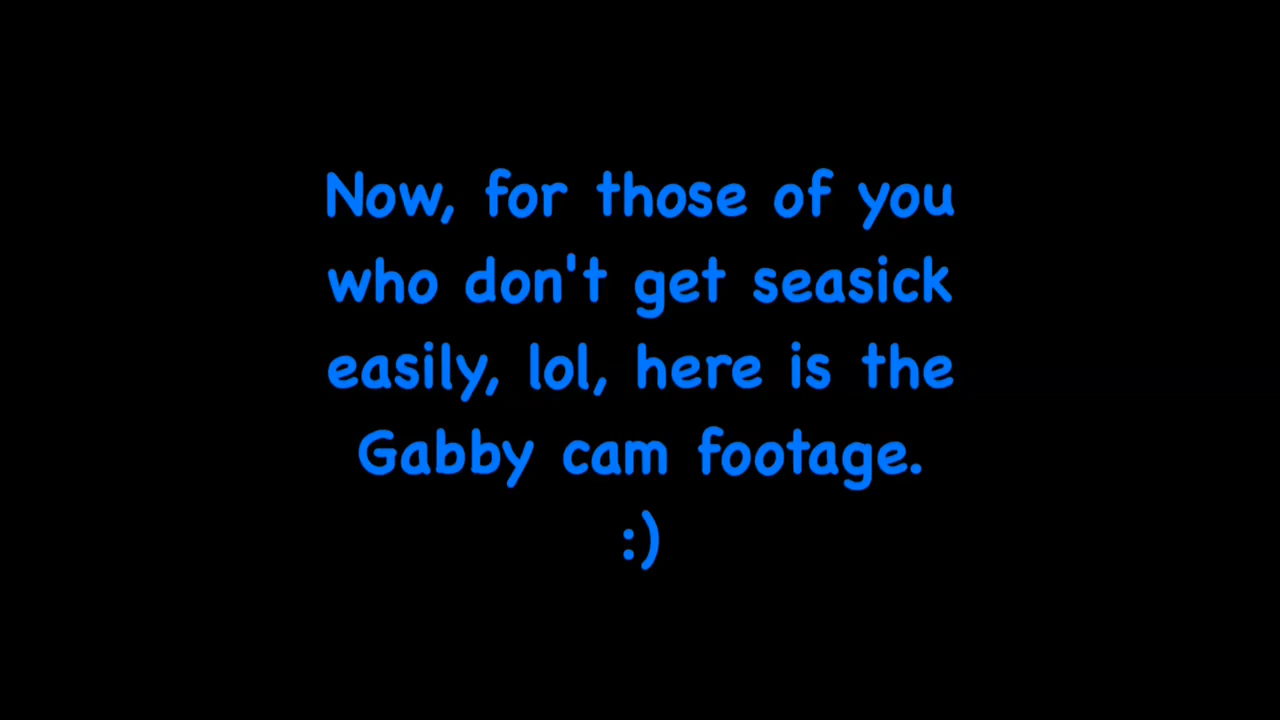 Now, for those of you
who don't get seasick
easily, lol, here is the
Gabby cam footage.
:)